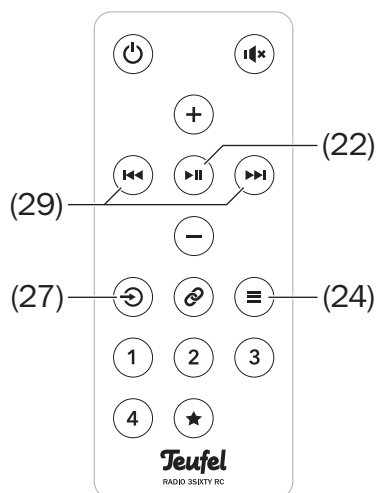 +
(22)
(29)
−
(27)
(24)
1 2 3
4
Teufel
RADIO 3SIXTY RC